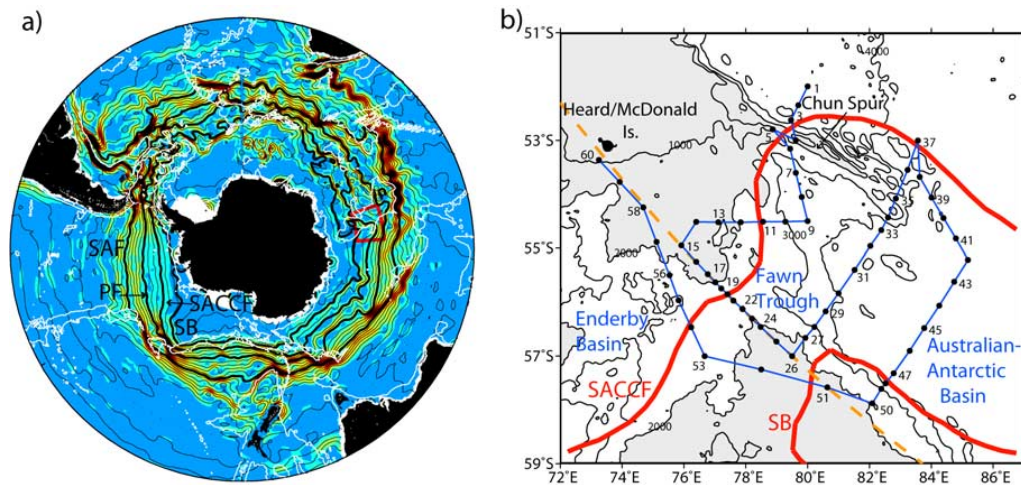 a)
SAF
PF
SACCF
SB
b)
51°S
53°S
55°S
57°S
59°S
72°E
74°E
76°E
78°E
80°E
82°E
84°E
86°E
Heard/McDonald
Is.
Chun Spur
4000
1000
2000
3000
2000
Fawn
Trough
Enderby
Basin
Australian-
Antarctic
Basin
SACCF
SB
1
3
7
9
11
13
15
17
19
22
24
26
27
29
31
33
35
37
39
41
43
45
47
50
51
53
56
58
60